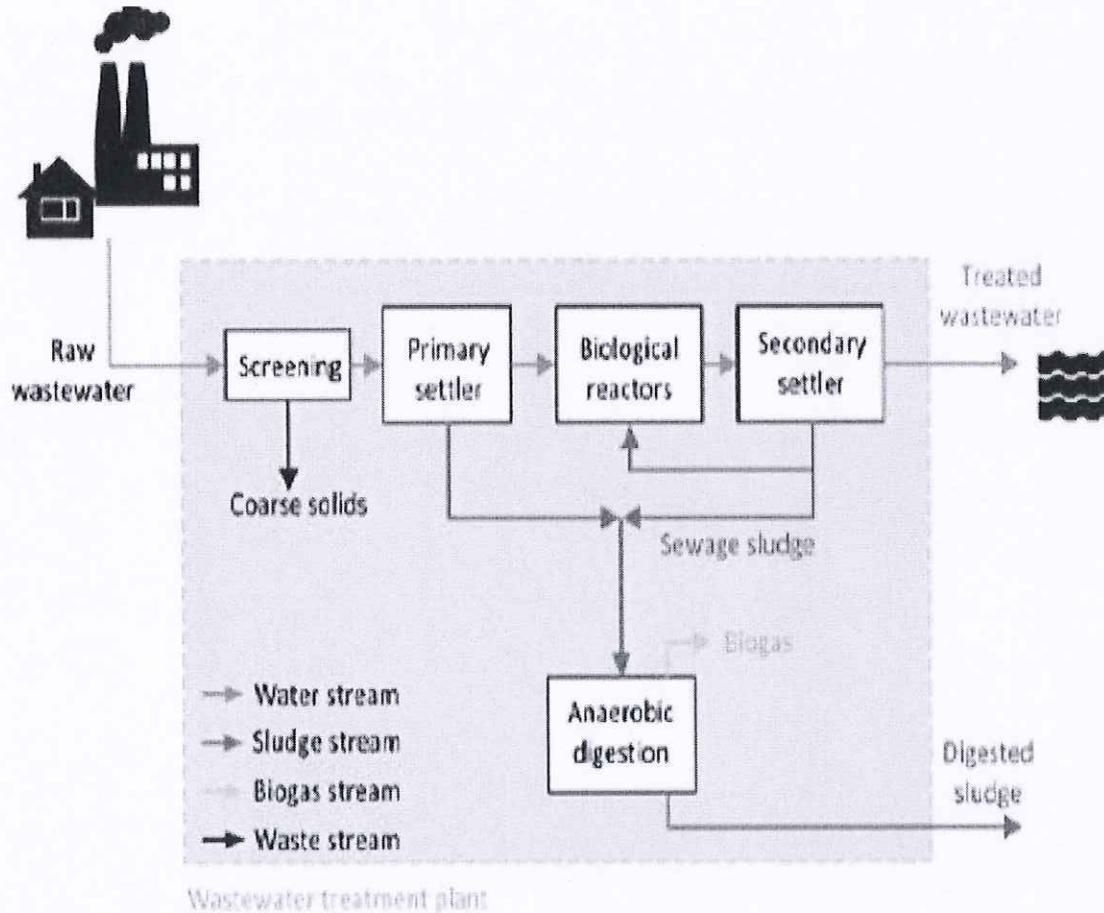 Treated
wastewater
Raw
wastewater
Screening
Primary
settler
Biological
reactors
Secondary
settler
Coarse solids
Sewage sludge
Biogas
Anaerobic
digestion
Water stream
Sludge stream
Biogas stream
Waste stream
Digested
sludge
Wastewater treatment plant